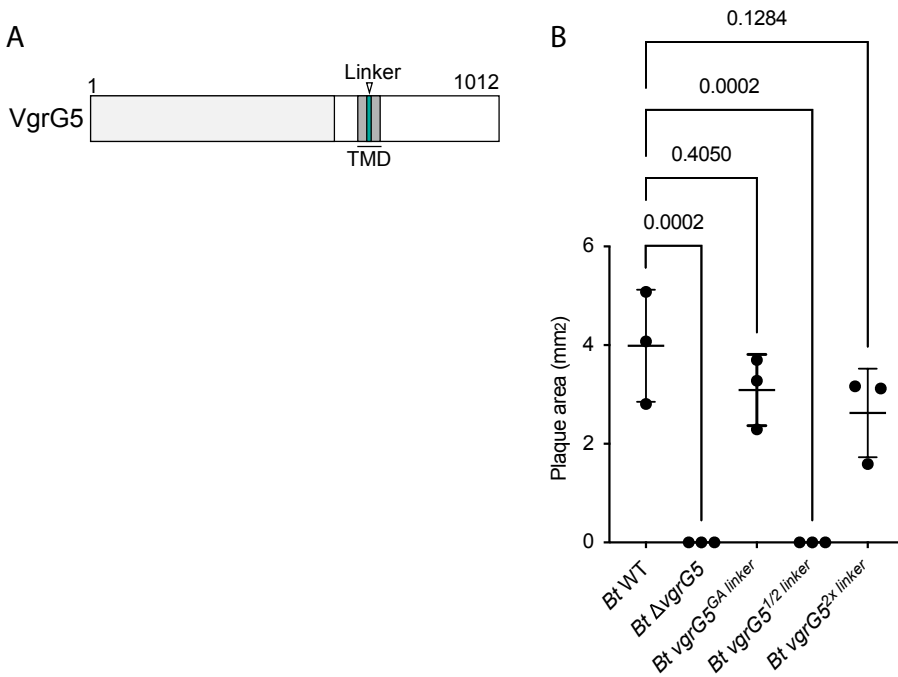 A
Linker
1
1012
VgrG5
TMD
B
0.1284
0.0002
0.4050
0.0002
6
4
2
0
Plaque area (mm2)
Bt WT
Bt ΔvgrG5
Bt vgrG5GA linker
Bt vgrG51/2 linker
Bt vgrG52x linker